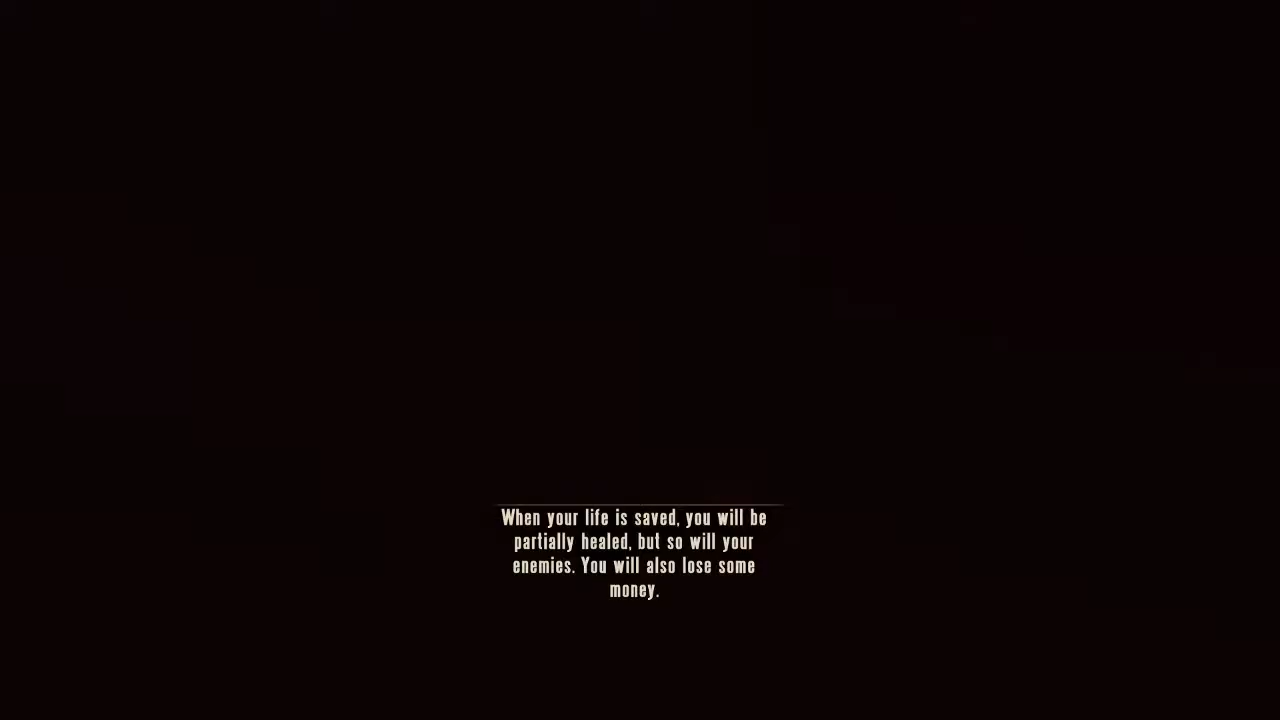 When your life is saved, you will be
partially healed, but so will your
enemies. You will also lose some
money.